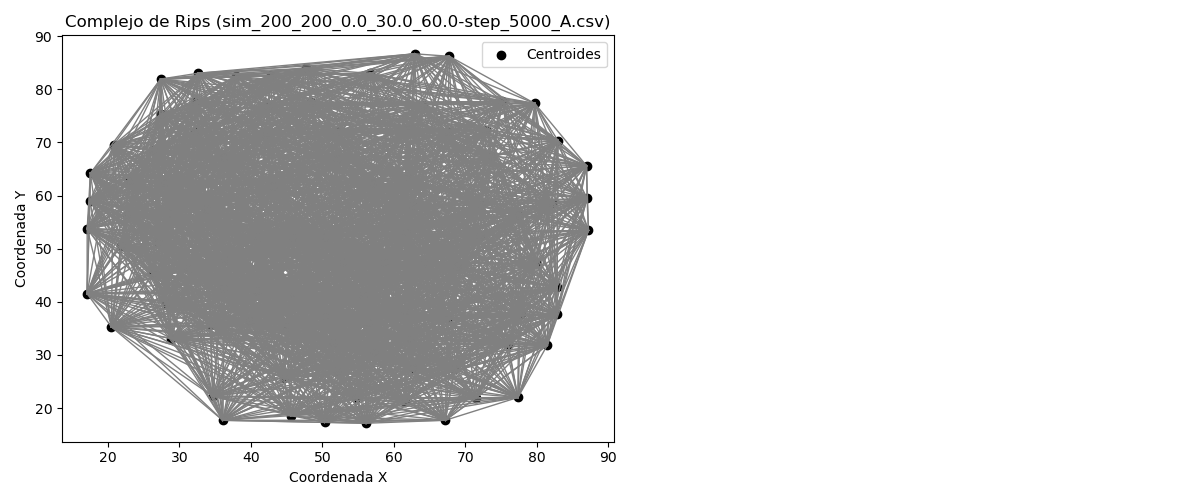 Complejo de Rips (sim_200_200_0.0_30.0_60.0-step_5000_A.csv)
Centroides
90
80
70
60
50
40
30
20
Coordenada Y
20 30 40 50 60 70 80 90
Coordenada X